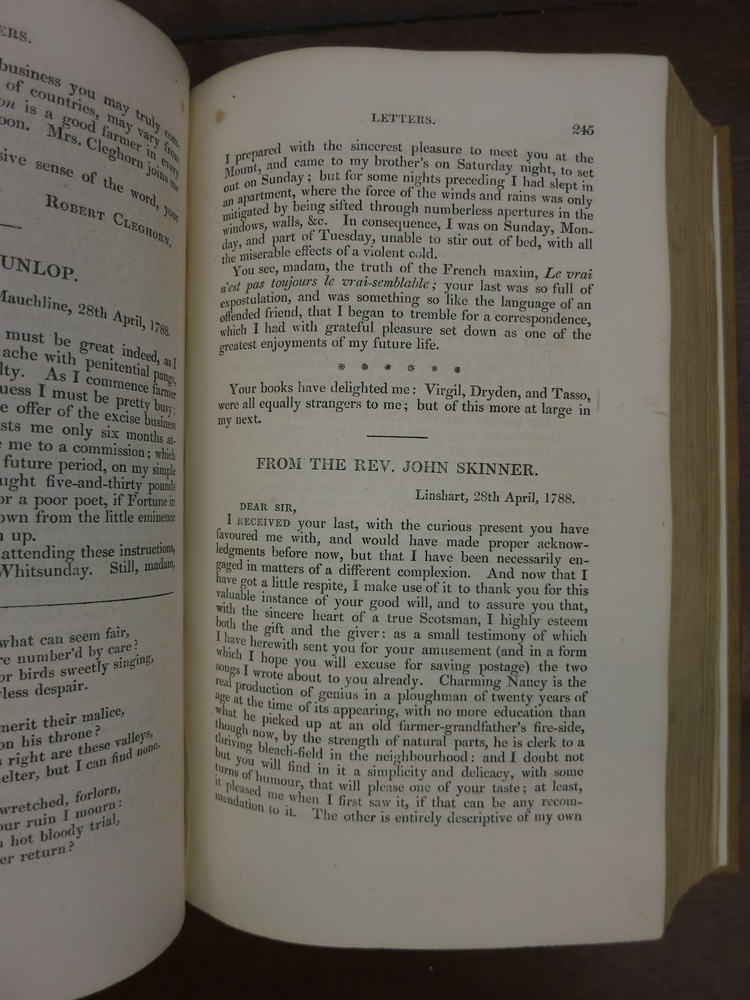 ERS.
business you may truly com-
of countries, may vary from
on is a good farmer in every
oon. Mrs. Cleghorn joins me
sive sense of the word, your
ROBERT CLEGHORN.
UNLOP.
Mauchline, 28th April, 1788.
must be great indeed, as I
ache with penitential pangs,
lty. As I commence farmer
uess I must be pretty busy;
e offer of the excise business
sts me only six months at-
e me to a commission; which
future period, on my simple
ught five-and-thirty pounds
or a poor poet, if Fortune in
own from the little eminence
n up.
attending these instructions,
Whitsunday. Still, madam,
what can seem fair,
re number'd by care?
or birds sweetly singing,
less despair.
merit their malice,
on his throne?
s right are these valleys,
elter, but I can find none.
wretched, forlorn,
our ruin I mourn:
n hot bloody trial,
er return?
LETTERS.
245
I prepared with the sincerest pleasure to meet you at the
Mount, and came to my brother's on Saturday night, to set
out on Sunday; but for some nights preceding I had slept in
an apartment, where the force of the winds and rains was only
mitigated by being sifted through numberless apertures in the
windows, walls, &c. In consequence, I was on Sunday, Mon-
day, and part of Tuesday, unable to stir out of bed, with all
the miserable effects of a violent cold.
You see, madam, the truth of the French maxim, Le vrai
n'est pas toujours le vrai-semblable; your last was so full of
expostulation, and was something so like the language of an
offended friend, that I began to tremble for a correspondence,
which I had with grateful pleasure set down as one of the
greatest enjoyments of my future life.
* * * * * *
Your books have delighted me: Virgil, Dryden, and Tasso,
were all equally strangers to me; but of this more at large in
my next.
FROM THE REV. JOHN SKINNER.
Linshart, 28th April, 1788.
DEAR SIR,
I RECEIVED your last, with the curious present you have
favoured me with, and would have made proper acknow-
ledgments before now, but that I have been necessarily en-
gaged in matters of a different complexion. And now that I
have got a little respite, I make use of it to thank you for this
valuable instance of your good will, and to assure you that,
with the sincere heart of a true Scotsman, I highly esteem
both the gift and the giver: as a small testimony of which
I have herewith sent you for your amusement (and in a form
which I hope you will excuse for saving postage) the two
songs I wrote about to you already. Charming Nancy is the
real production of genius in a ploughman of twenty years of
age at the time of its appearing, with no more education than
what he picked up at an old farmer-grandfather's fire-side,
though now, by the strength of natural parts, he is clerk to a
thriving bleach-field in the neighbourhood: and I doubt not
but you will find in it a simplicity and delicacy, with some
turns of humour, that will please one of your taste; at least,
it pleased me when I first saw it, if that can be any recom-
mendation to it. The other is entirely descriptive of my own